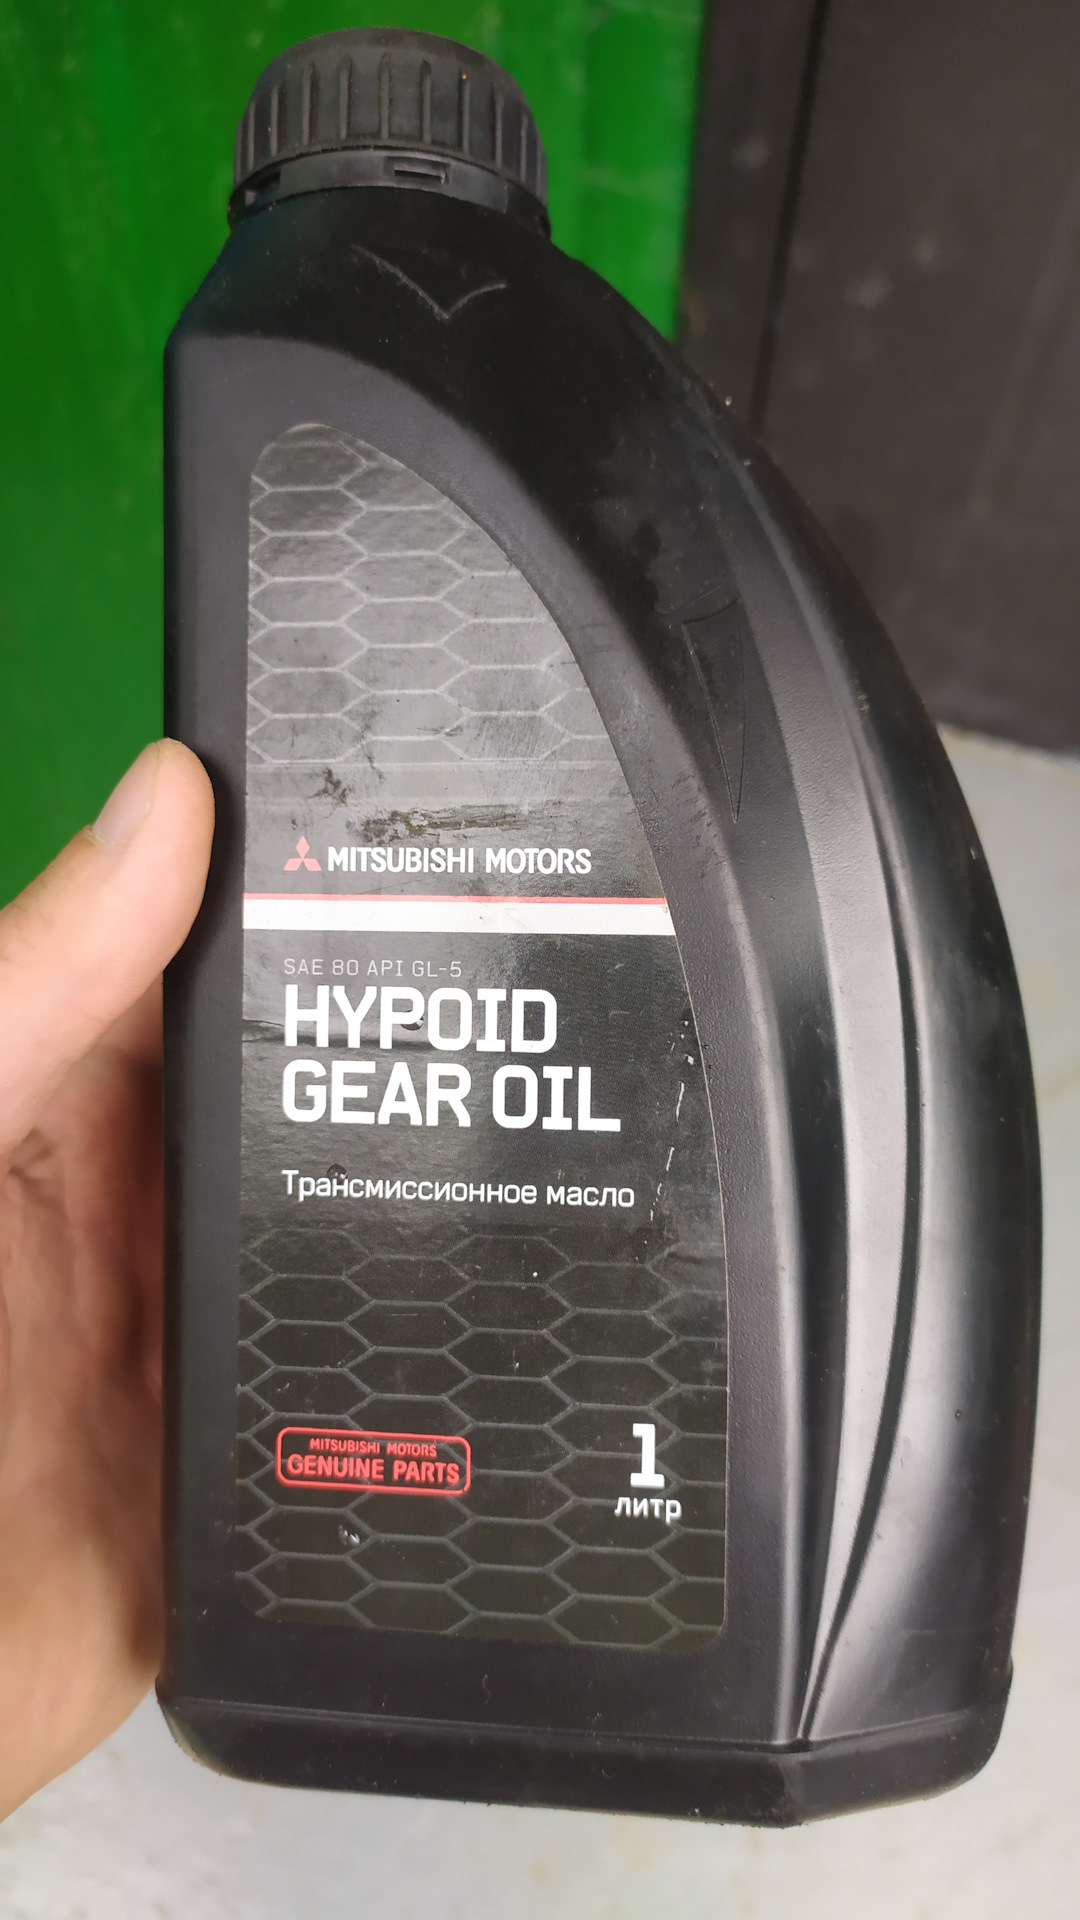 MITSUBISHI MOTORS
SAE 80 API GL-5
HYPOID
GEAR OIL
Трансмиссионное масло
MITSUBISHI MOTORS
GENUINE PARTS
1
литр